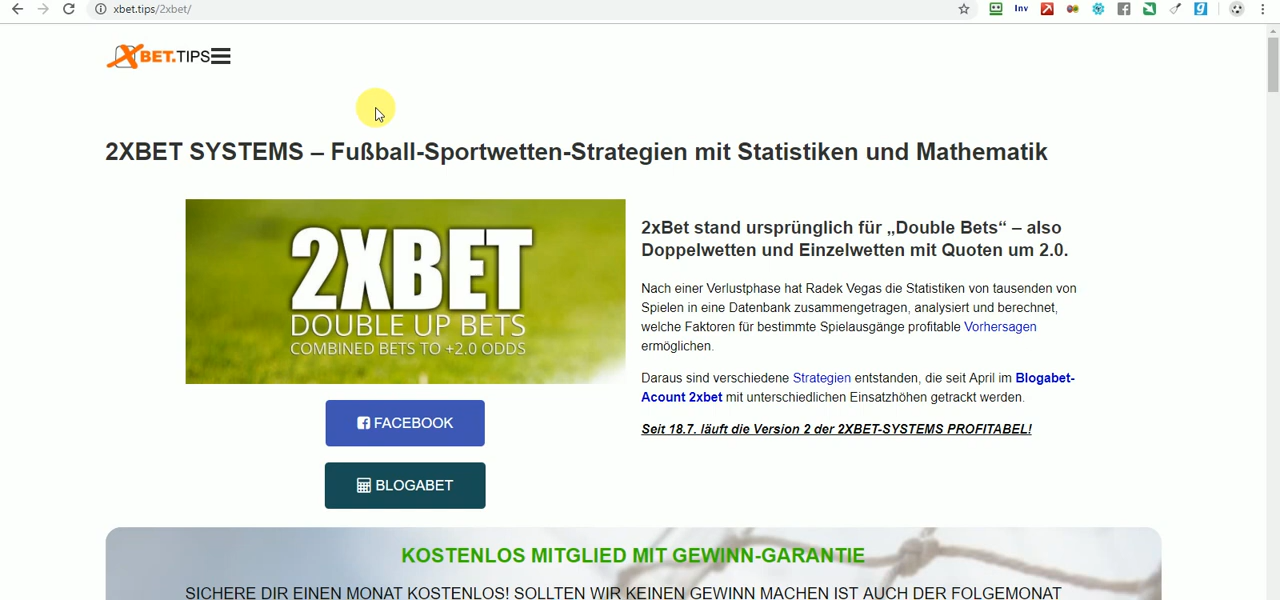 xbet.tips/2xbet/
Inv
XBET.TIPS
2XBET SYSTEMS – Fußball-Sportwetten-Strategien mit Statistiken und Mathematik
2XBET
DOUBLE UP BETS
COMBINED BETS TO +2.0 ODDS
FACEBOOK
BLOGABET
2xBet stand ursprünglich für „Double Bets“ – also
Doppelwetten und Einzelwetten mit Quoten um 2.0.
Nach einer Verlustphase hat Radek Vegas die Statistiken von tausenden von
Spielen in eine Datenbank zusammengetragen, analysiert und berechnet,
welche Faktoren für bestimmte Spielausgänge profitable Vorhersagen
ermöglichen.
Daraus sind verschiedene Strategien entstanden, die seit April im Blogabet-
Acount 2xbet mit unterschiedlichen Einsatzhöhen getrackt werden.
Seit 18.7. läuft die Version 2 der 2XBET-SYSTEMS PROFITABEL!
KOSTENLOS MITGLIED MIT GEWINN-GARANTIE
SICHERE DIR EINEN MONAT KOSTENLOS! SOLLTEN WIR KEINEN GEWINN MACHEN IST AUCH DER FOLGEMONAT